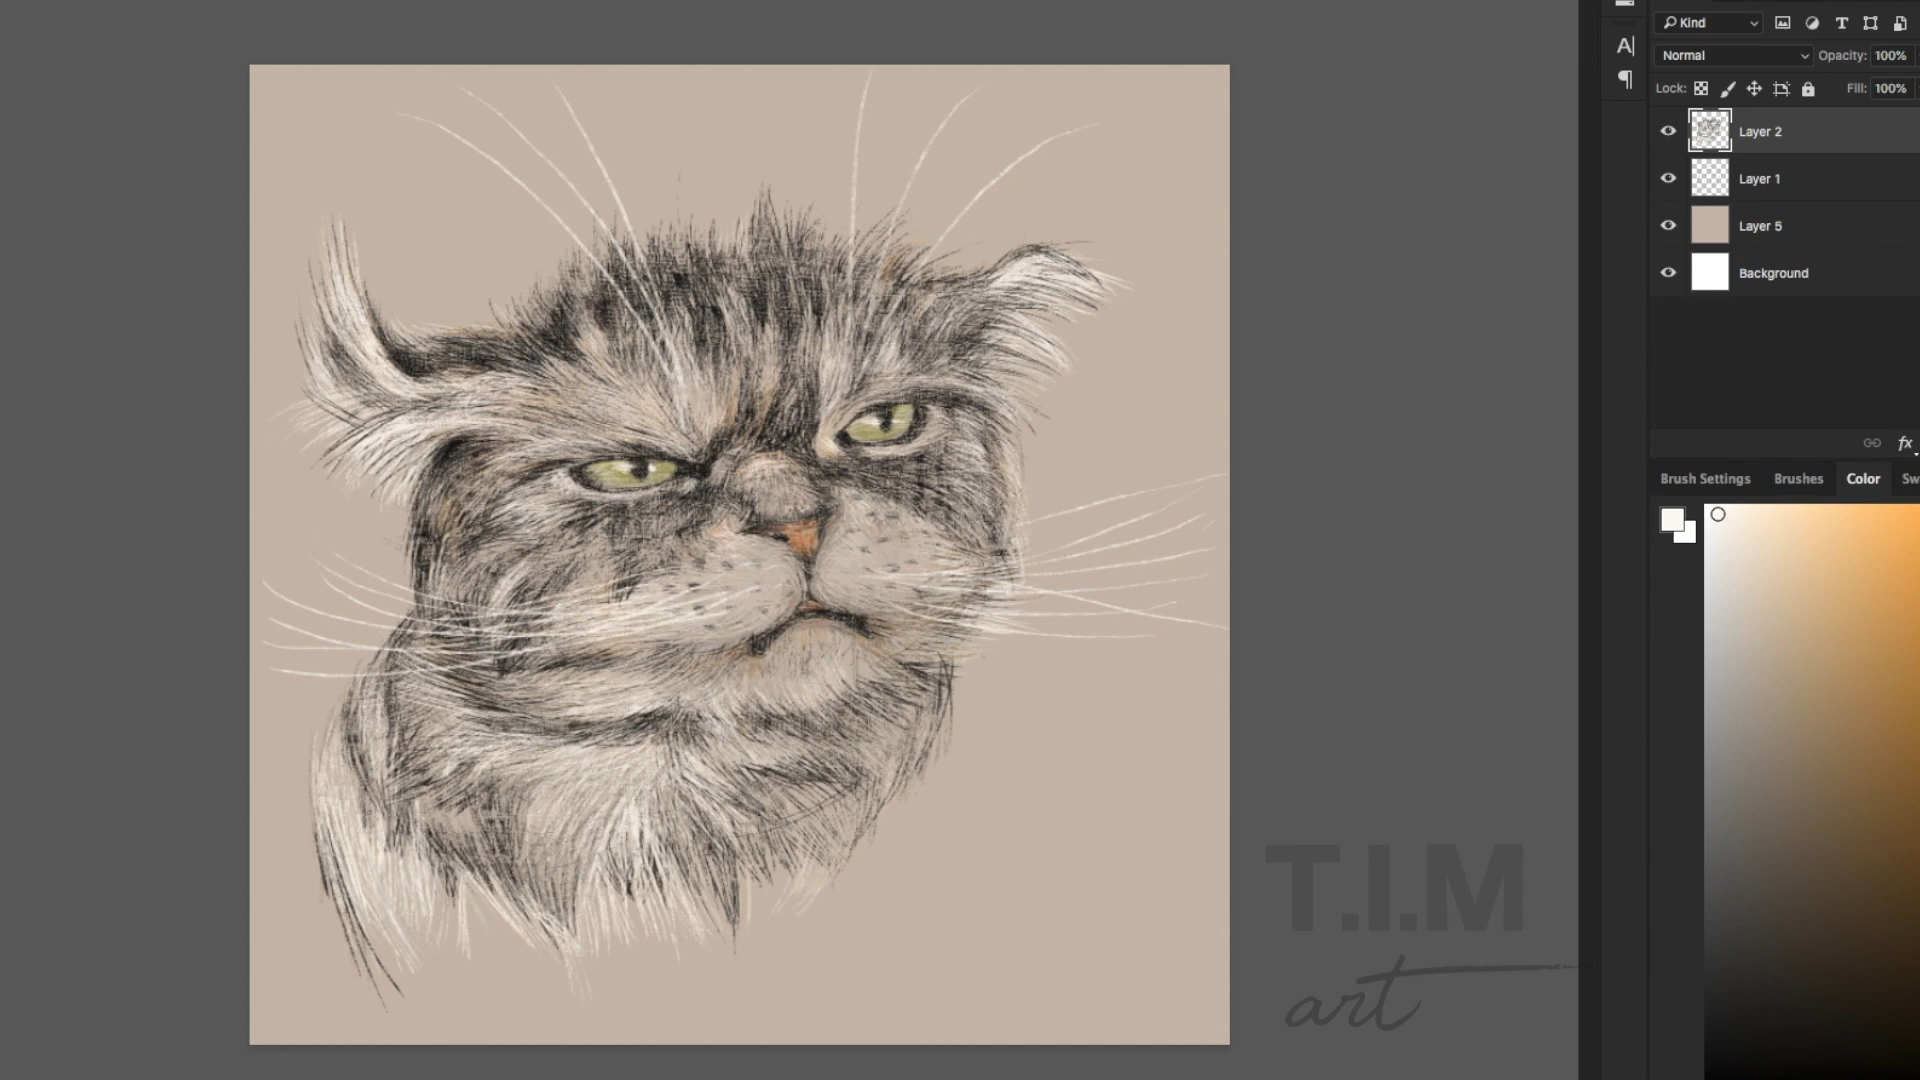 Kind
Normal
Opacity: 100%
Lock:
Fill: 100%
Layer 2
Layer 1
Layer 5
Background
fx
Brush Settings
Brushes
Color
Sw
T.I.M
art